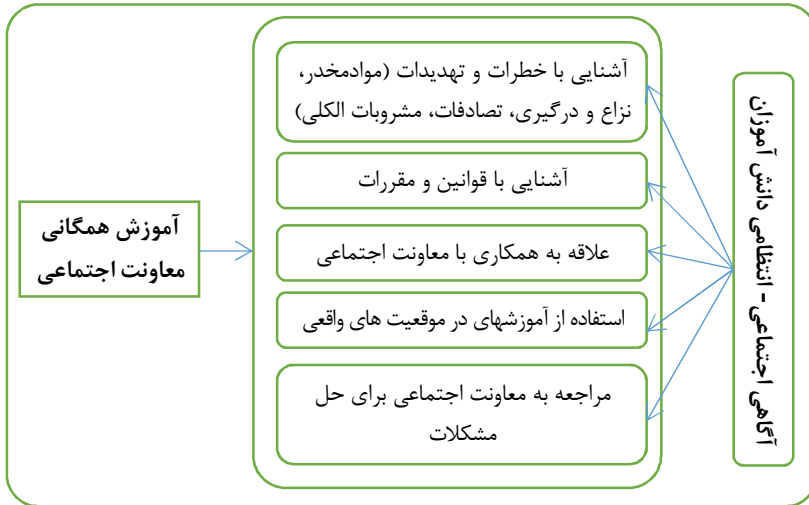 آگاهی اجتماعی - انتظامی دانش آموزان
آشنایی با خطرات و تهدیدات (موادمخدر،
نزاع و درگیری، تصادفات، مشروبات الکلی)
آشنایی با قوانین و مقررات
علاقه به همکاری با معاونت اجتماعی
استفاده از آموزشهای در موقعیت های واقعی
مراجعه به معاونت اجتماعی برای حل
مشکلات
آموزش همگانی
معاونت اجتماعی